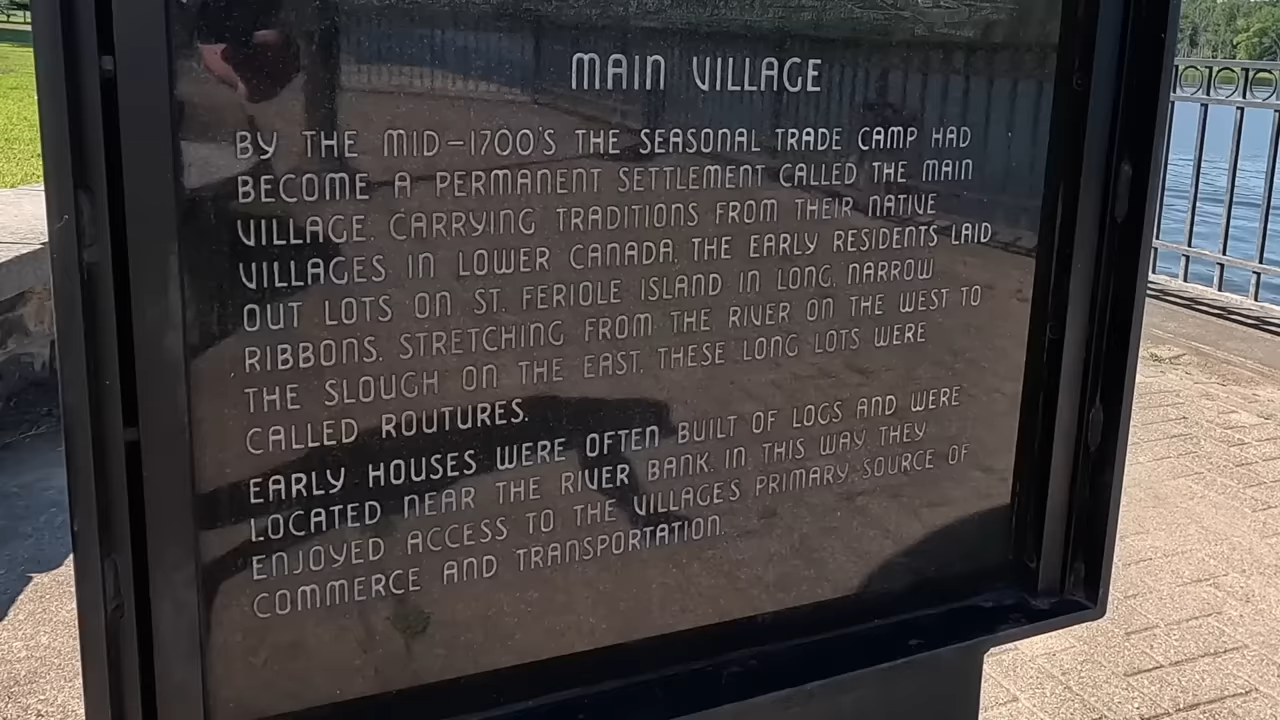 MAIN VILLAGE
BY THE MID-1700'S THE SEASONAL TRADE CAMP HAD
BECOME A PERMANENT SETTLEMENT CALLED THE MAIN
VILLAGE. CARRYING TRADITIONS FROM THEIR NATIVE
VILLAGES IN LOWER CANADA, THE EARLY RESIDENTS LAID
OUT LOTS ON ST. FERIOLE ISLAND IN LONG, NARROW
RIBBONS, STRETCHING FROM THE RIVER ON THE WEST TO
THE SLOUGH ON THE EAST. THESE LONG LOTS WERE
CALLED ROUTURES.
EARLY HOUSES WERE OFTEN BUILT OF LOGS AND WERE
LOCATED NEAR THE RIVER BANK. IN THIS WAY THEY
ENJOYED ACCESS TO THE VILLAGES PRIMARY SOURCE OF
COMMERCE AND TRANSPORTATION.